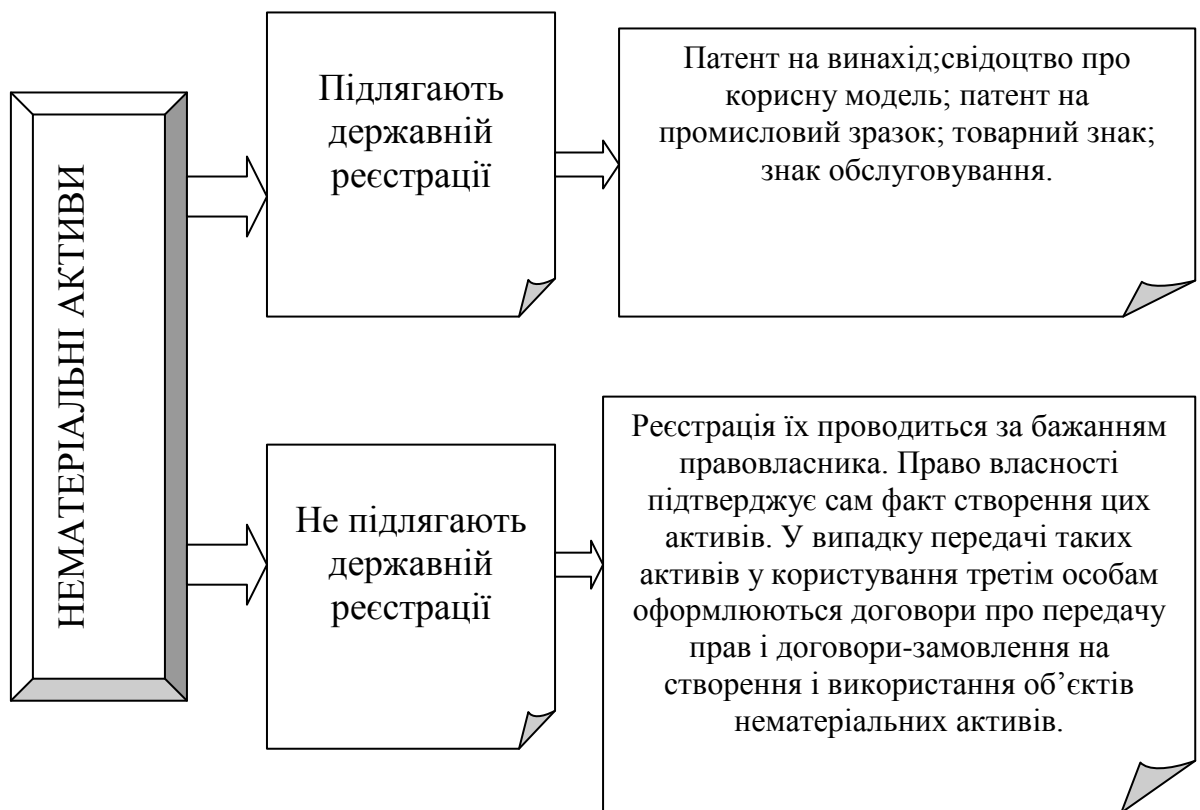 НЕМАТЕРІАЛЬНІ АКТИВИ
Підлягають
державній
реєстрації
Патент на винахід;свідоцтво про
корисну модель; патент на
промисловий зразок; товарний знак;
знак обслуговування.
Не підлягають
державній
реєстрації
Реєстрація їх проводиться за бажанням
правовласника. Право власності
підтверджує сам факт створення цих
активів. У випадку передачі таких
активів у користування третім особам
оформлюються договори про передачу
прав і договори-замовлення на
створення і використання об’єктів
нематеріальних активів.